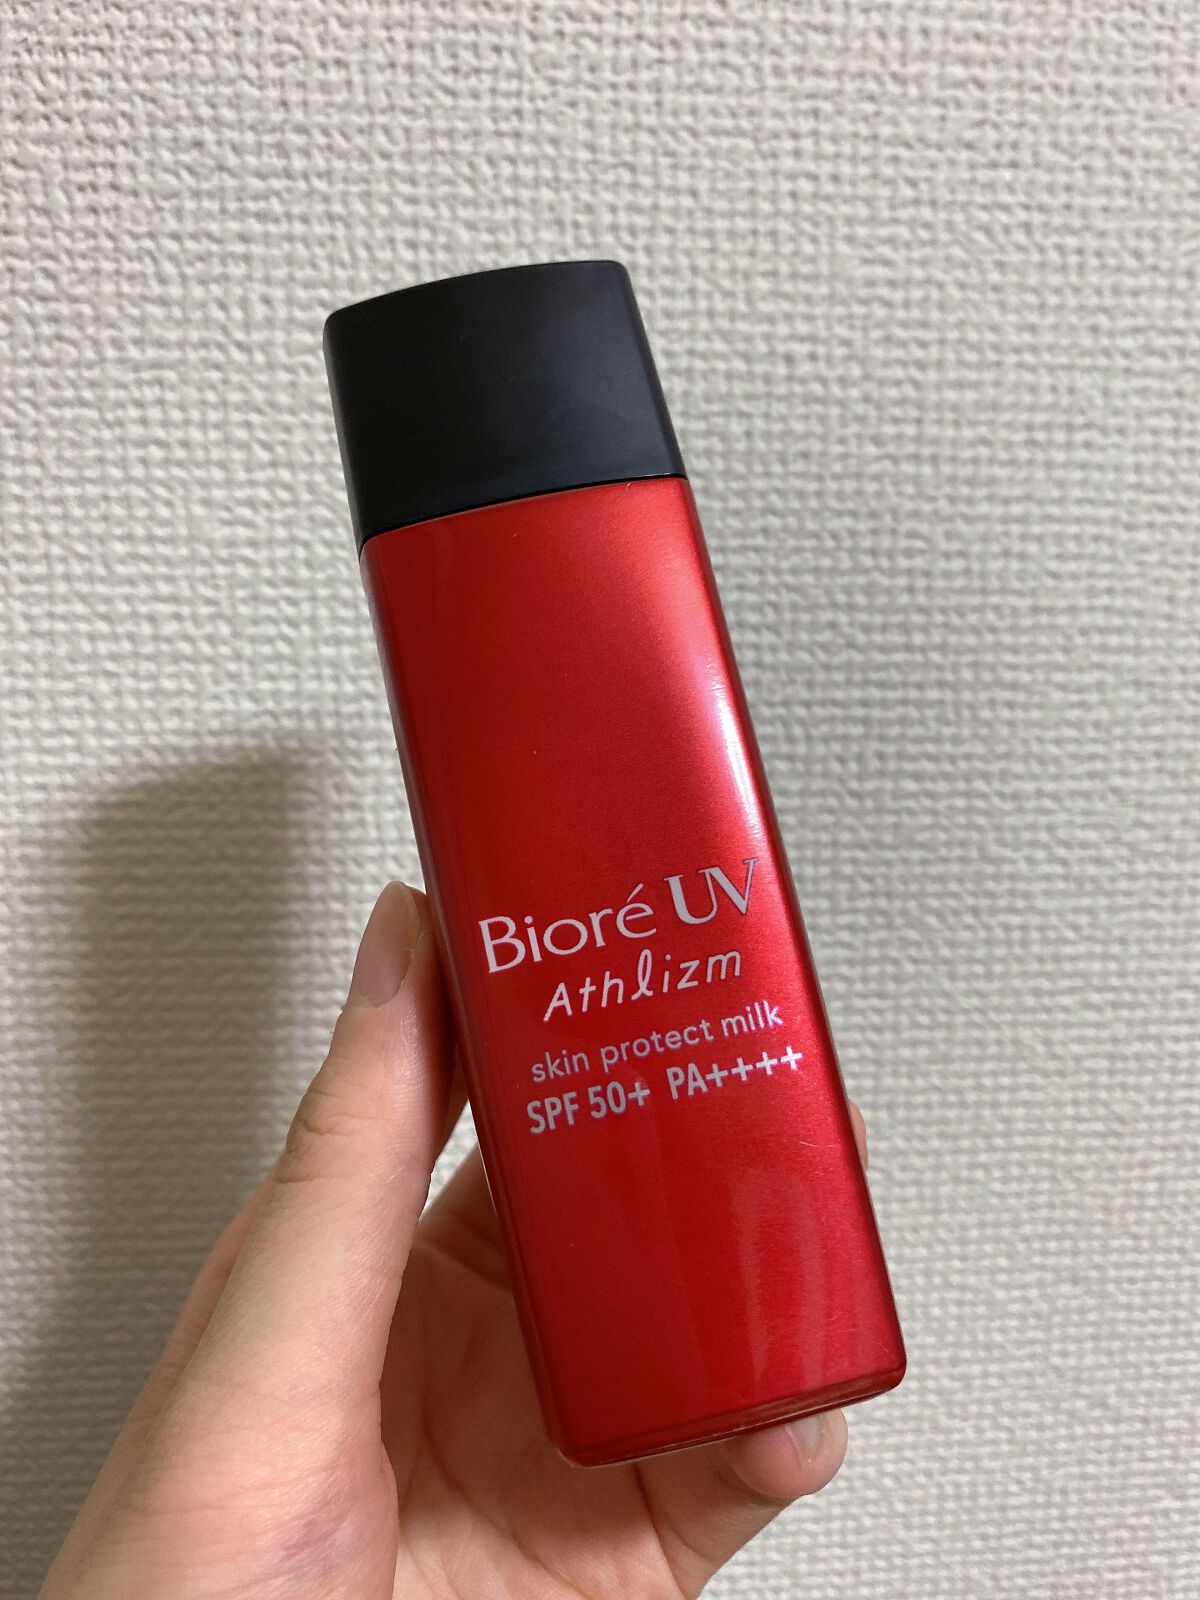 Bioré UV
Athlizm
skin protect milk
SPF 50+ PA++++